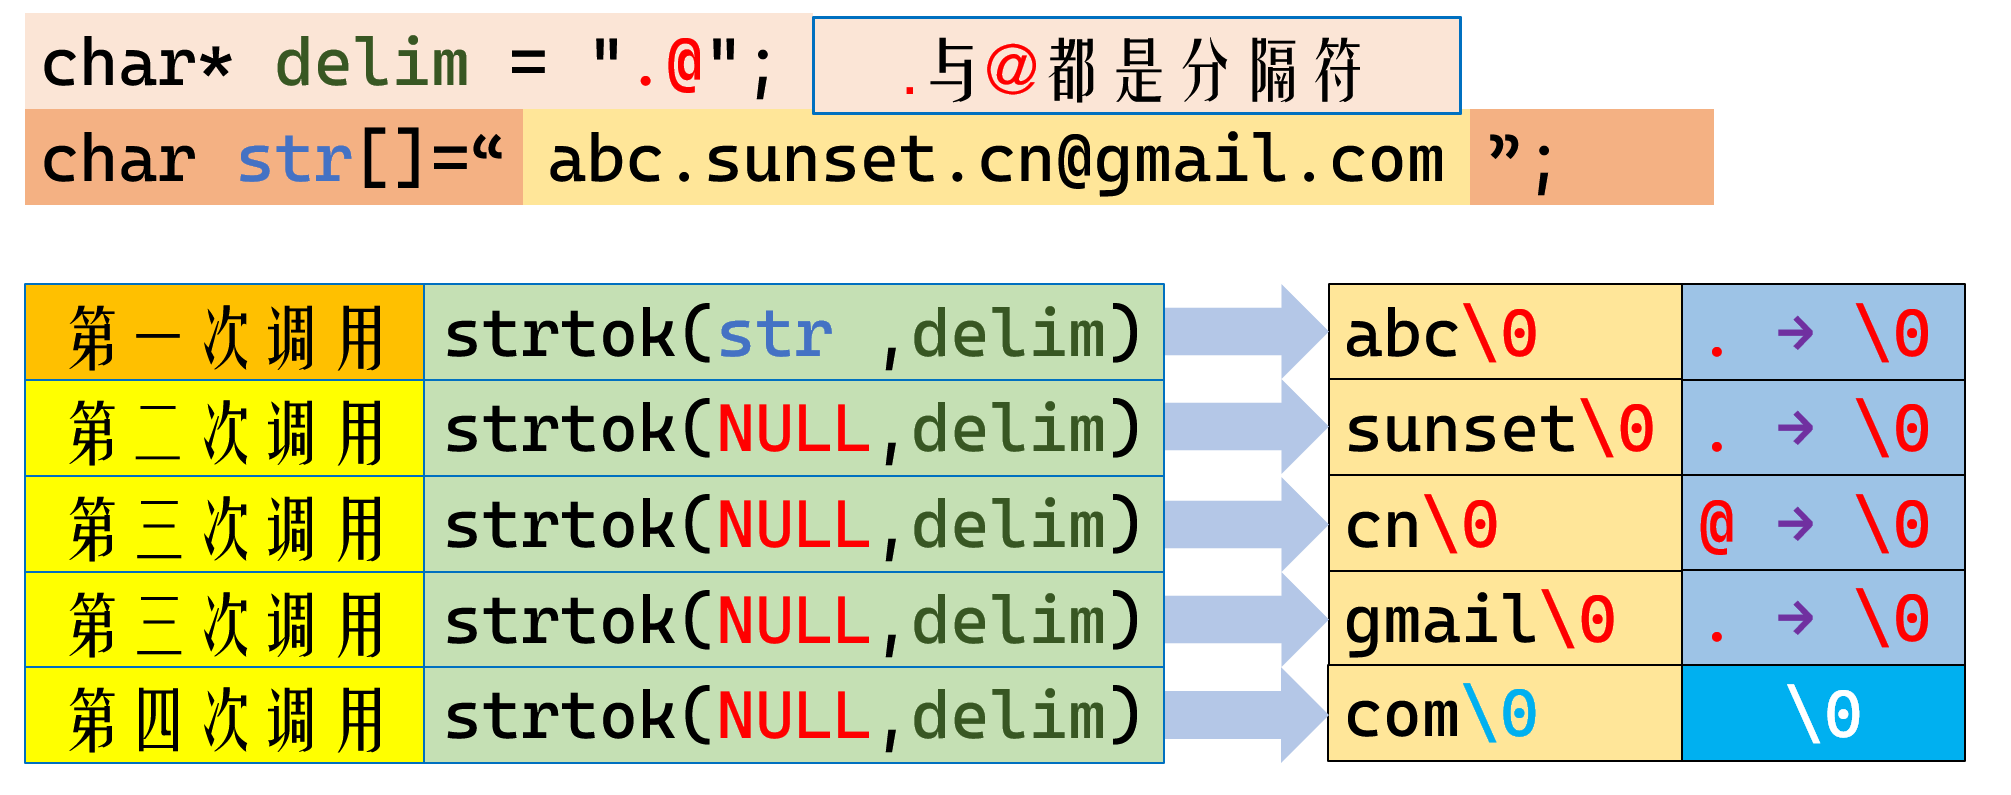 char* delim = ".@"; .与@都是分隔符
char str[]=“ abc.sunset.cn@gmail.com ”;
第一次调用 strtok(str ,delim) abc\0 . → \0
第二次调用 strtok(NULL,delim) sunset\0 . → \0
第三次调用 strtok(NULL,delim) cn\0 @ → \0
第三次调用 strtok(NULL,delim) gmail\0 . → \0
第四次调用 strtok(NULL,delim) com\0 \0